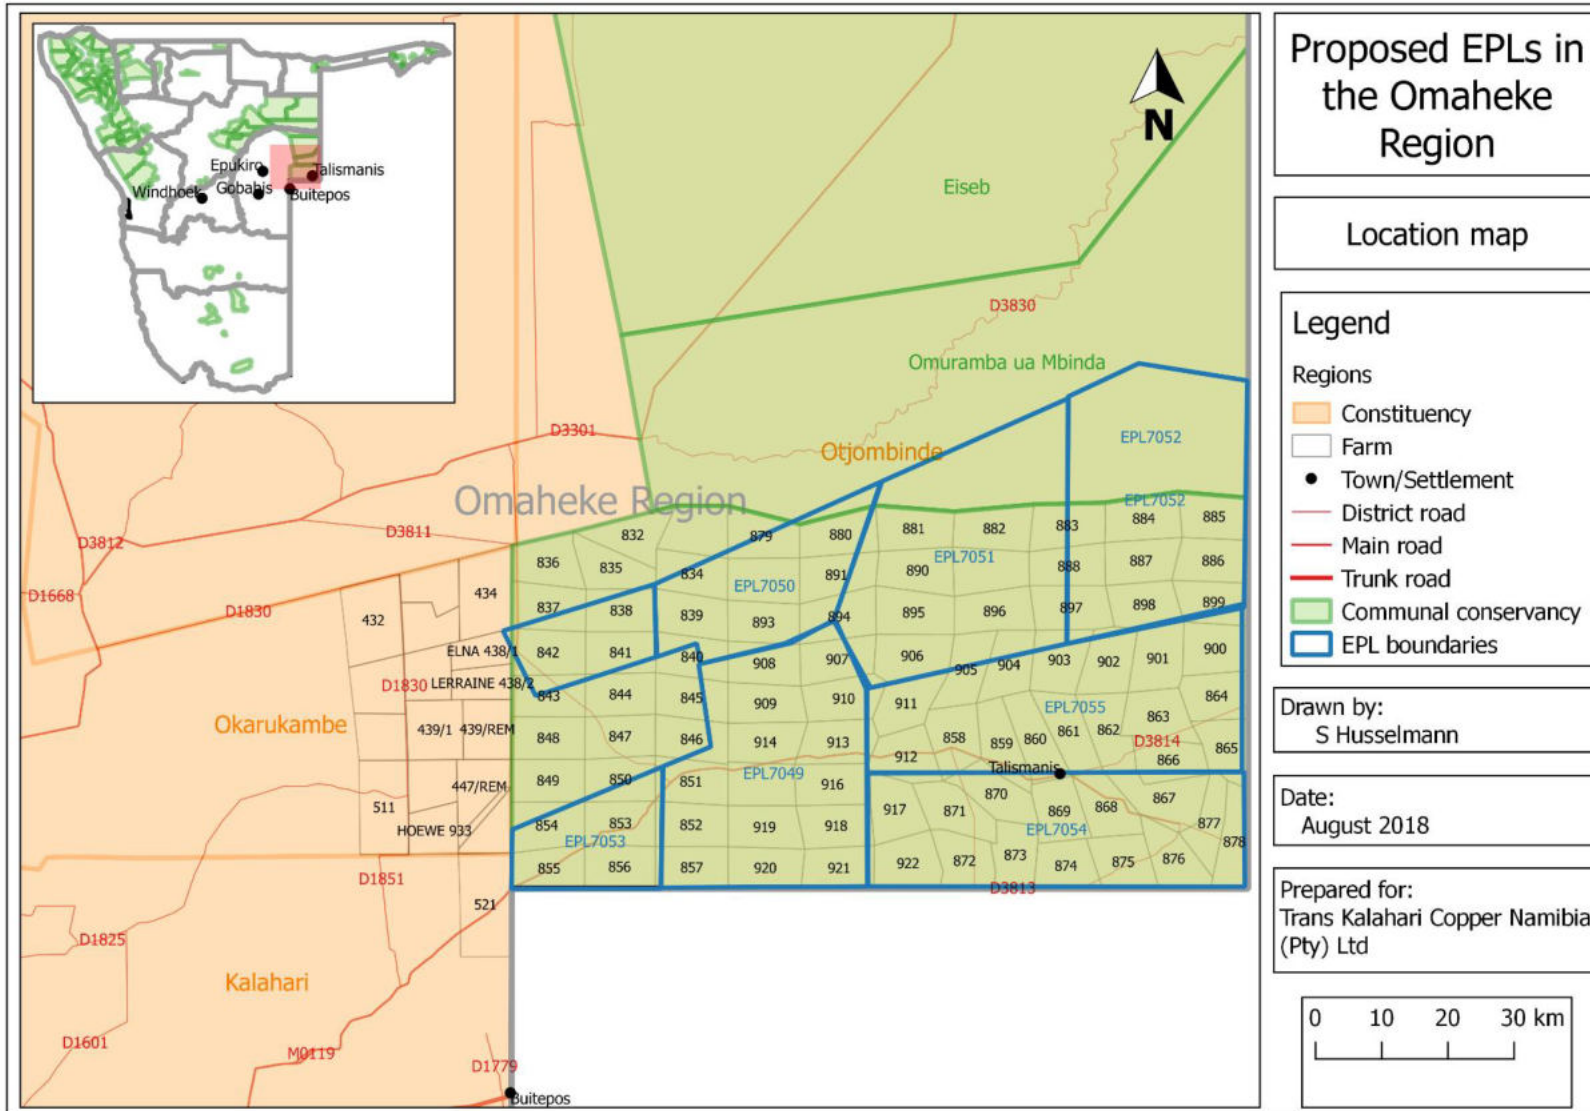 Proposed EPLs in
the Omaheke
Region
Location map
Legend
Regions
Constituency
Farm
Town/Settlement
District road
Main road
Trunk road
Communal conservancy
EPL boundaries
Drawn by:
S Husselmann
Date:
August 2018
Prepared for:
Trans Kalahari Copper Namibia
(Pty) Ltd
0 10 20 30 km
N
Epukiro
Talismanis
Windhoek
Gobabis
Buitepos
Eiseb
D3830
Omuramba ua Mbinda
D3301
Otjombinde
EPL7052
Omaheke Region
EPL7052
D3812
D3811
832
879
880
881
882
883
884
885
836
835
834
EPL7050
891
890
EPL7051
888
887
886
D1668
D1830
432
434
837
838
839
893
894
895
896
897
898
899
ELNA 438/1
842
841
840
908
907
906
905
904
903
902
901
900
D1830
LERRAINE 438/2
843
844
845
909
910
911
EPL7055
864
Okarukambe
439/1
439/REM
848
847
846
914
913
912
858
859
860
861
862
863
D3814
866
865
447/REM
849
850
851
EPL7049
916
Talismanis
511
HOEWE 933
854
853
852
919
918
917
871
870
869
868
867
877
878
EPL7053
EPL7054
855
856
857
920
921
922
872
873
874
875
876
D1851
D3813
521
D1825
Kalahari
D1601
M0119
D1779
Buitepos